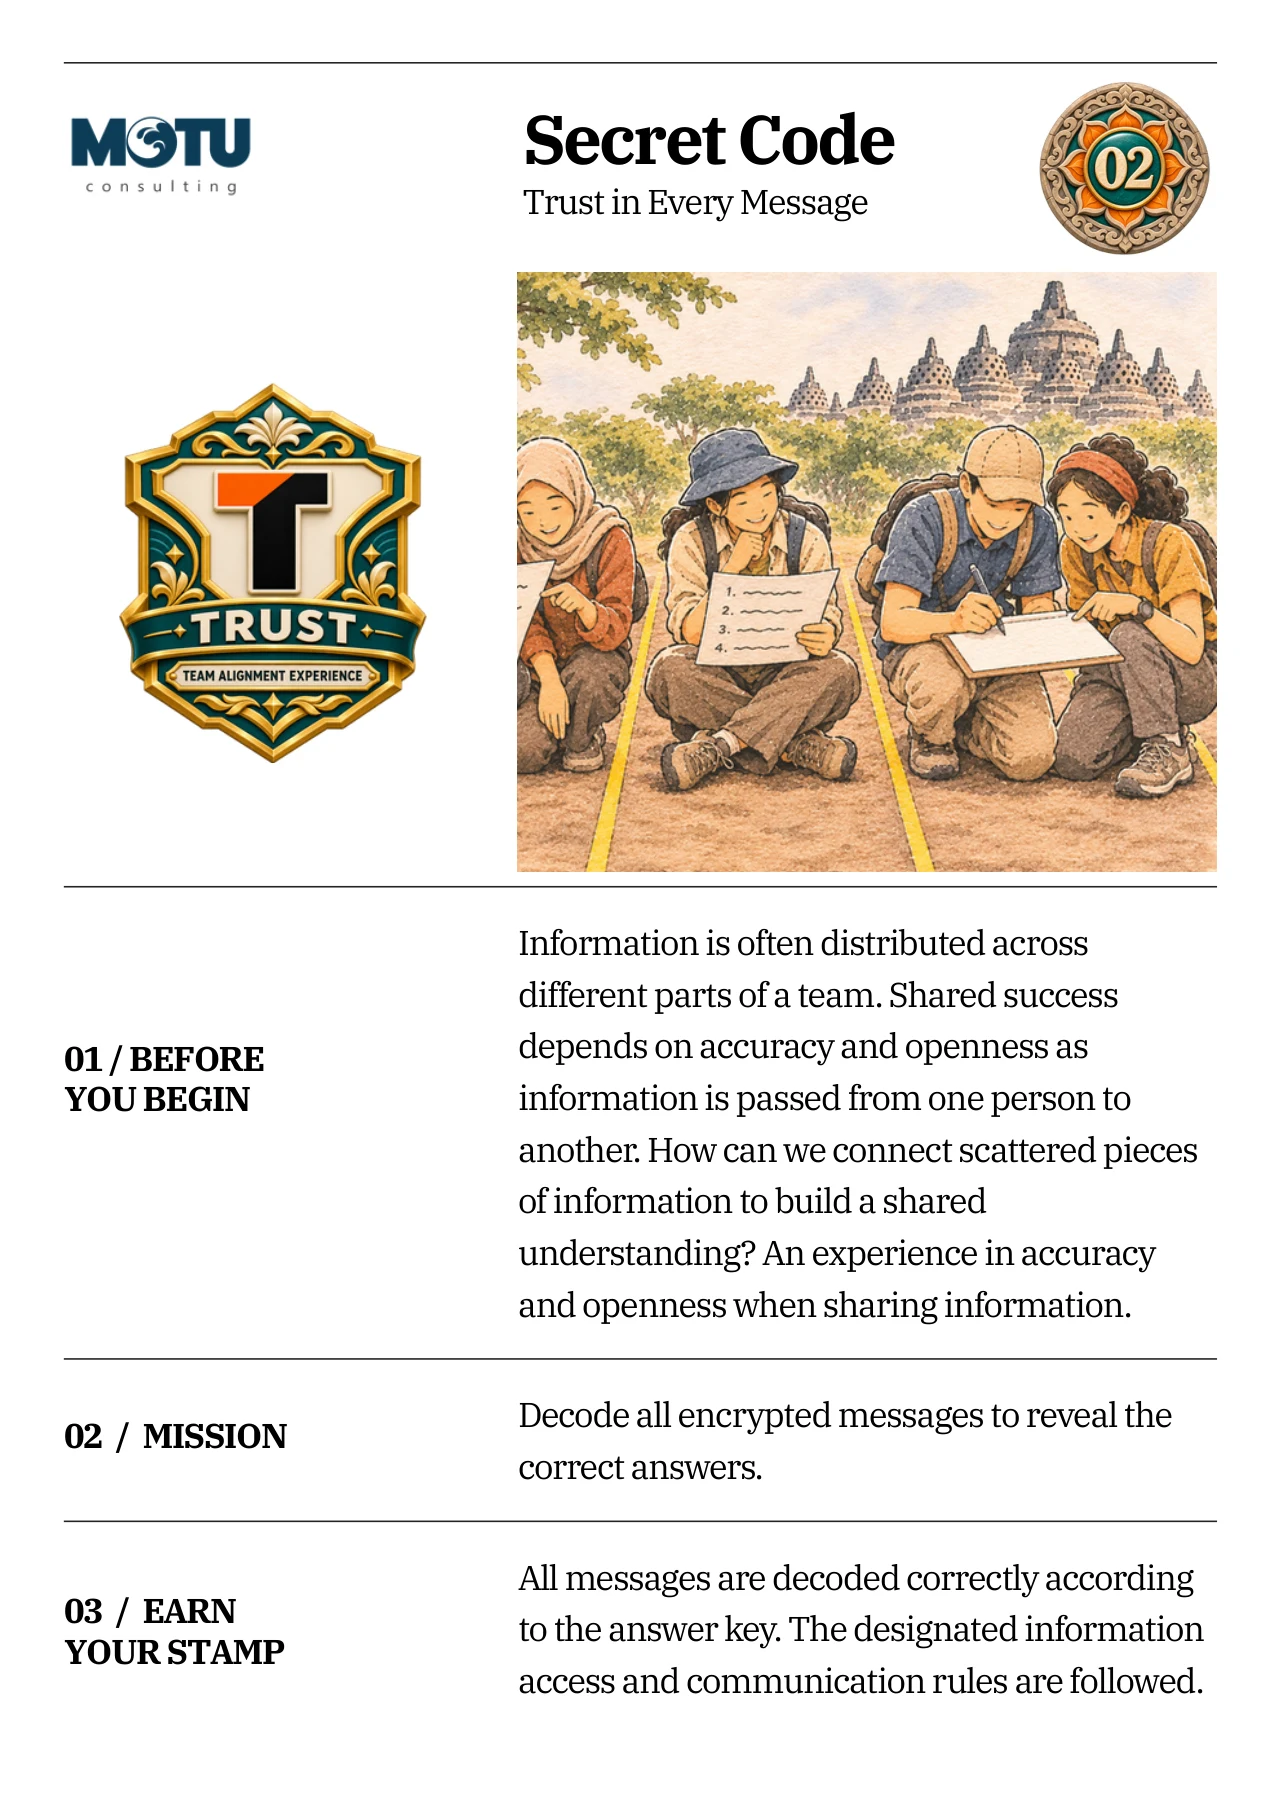 MOTU
consulting
Secret Code
Trust in Every Message
02
T
TRUST
TEAM ALIGNMENT EXPERIENCE
1.
2.
3.
4.
01 / BEFORE
YOU BEGIN
Information is often distributed across
different parts of a team. Shared success
depends on accuracy and openness as
information is passed from one person to
another. How can we connect scattered pieces
of information to build a shared
understanding? An experience in accuracy
and openness when sharing information.
02 / MISSION
Decode all encrypted messages to reveal the
correct answers.
03 / EARN
YOUR STAMP
All messages are decoded correctly according
to the answer key. The designated information
access and communication rules are followed.